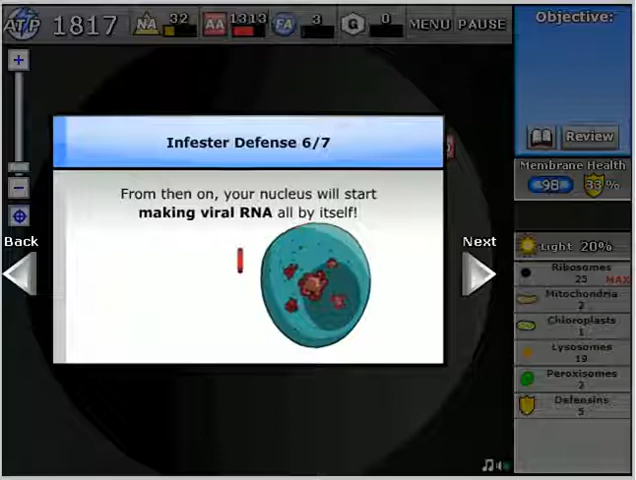 ATP 1817 NA 32 AA 1313 FA 3 G 0 MENU PAUSE
Objective:
Review
Membrane Health
98 33%
Infester Defense 6/7
From then on, your nucleus will start
making viral RNA all by itself!
Back
Next
Light 20%
Ribosomes
25 MAX
Mitochondria
2
Chloroplasts
1
Lysosomes
19
Peroxisomes
2
Defensins
5